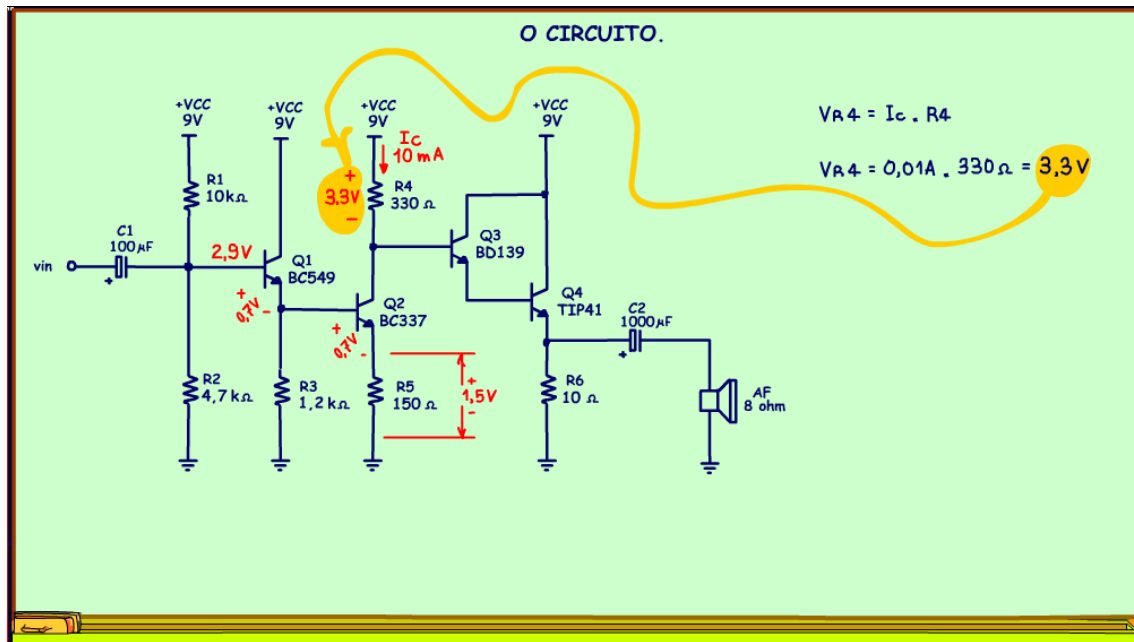 O CIRCUITO.
+VCC
9V
+VCC
9V
+VCC
9V
+VCC
9V
VR4 = Ic . R4
VR4 = 0,01A . 330Ω = 3,3V
Ic
10mA
R1
10kΩ
+
3,3V
-
R4
330 Ω
C1
100µF
vin
+
2,9V
Q1
BC549
Q3
BD139
+
0,7V
-
Q2
BC337
+
0,7V
-
Q4
TIP41
C2
1000µF
+
R2
4,7 kΩ
R3
1,2 kΩ
R5
150 Ω
+
1,5V
-
R6
10 Ω
AF
8 ohm